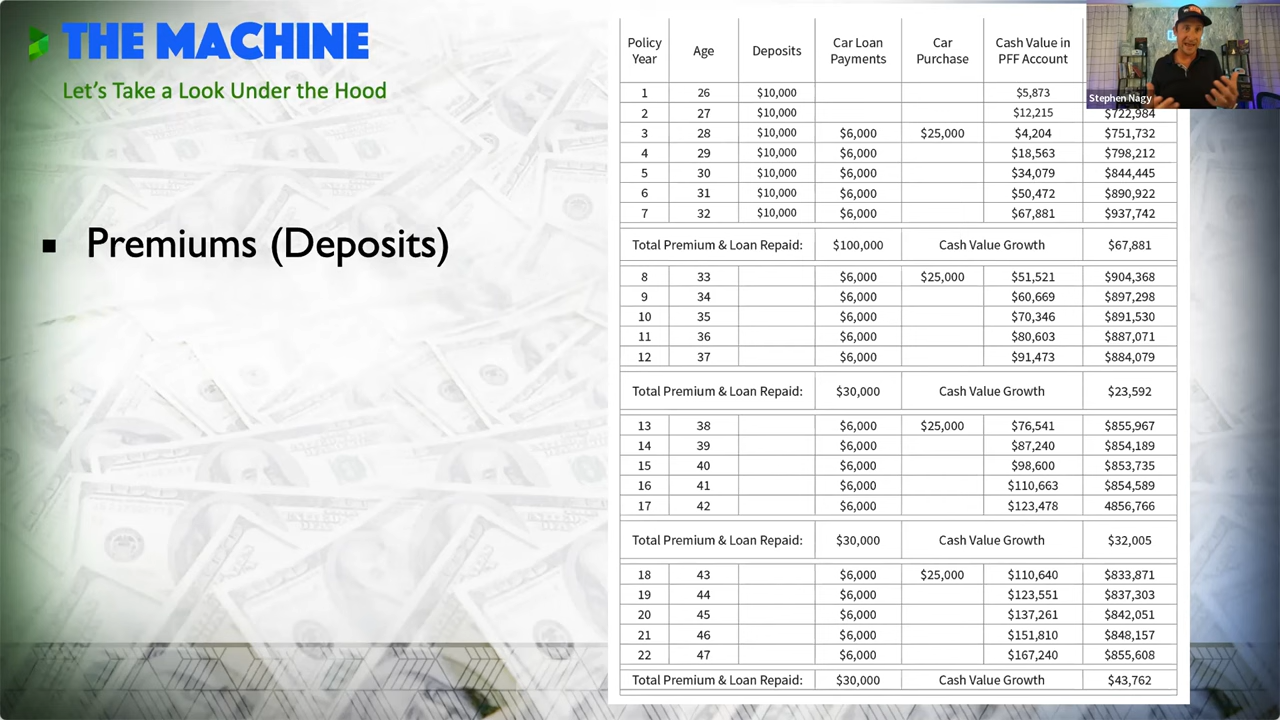 THE MACHINE
Let's Take a Look Under the Hood
▪ Premiums (Deposits)
Policy Year Age Deposits Car Loan Payments Car Purchase Cash Value in PFF Account
1 26 $10,000 $5,873
2 27 $10,000 $12,215 $722,984
3 28 $10,000 $6,000 $25,000 $4,204 $751,732
4 29 $10,000 $6,000 $18,563 $798,212
5 30 $10,000 $6,000 $34,079 $844,445
6 31 $10,000 $6,000 $50,472 $890,922
7 32 $10,000 $6,000 $67,881 $937,742
Total Premium & Loan Repaid: $100,000 Cash Value Growth $67,881
8 33 $6,000 $25,000 $51,521 $904,368
9 34 $6,000 $60,669 $897,298
10 35 $6,000 $70,346 $891,530
11 36 $6,000 $80,603 $887,071
12 37 $6,000 $91,473 $884,079
Total Premium & Loan Repaid: $30,000 Cash Value Growth $23,592
13 38 $6,000 $25,000 $76,541 $855,967
14 39 $6,000 $87,240 $854,189
15 40 $6,000 $98,600 $853,735
16 41 $6,000 $110,663 $854,589
17 42 $6,000 $123,478 4856,766
Total Premium & Loan Repaid: $30,000 Cash Value Growth $32,005
18 43 $6,000 $25,000 $110,640 $833,871
19 44 $6,000 $123,551 $837,303
20 45 $6,000 $137,261 $842,051
21 46 $6,000 $151,810 $848,157
22 47 $6,000 $167,240 $855,608
Total Premium & Loan Repaid: $30,000 Cash Value Growth $43,762
Stephen Nagy